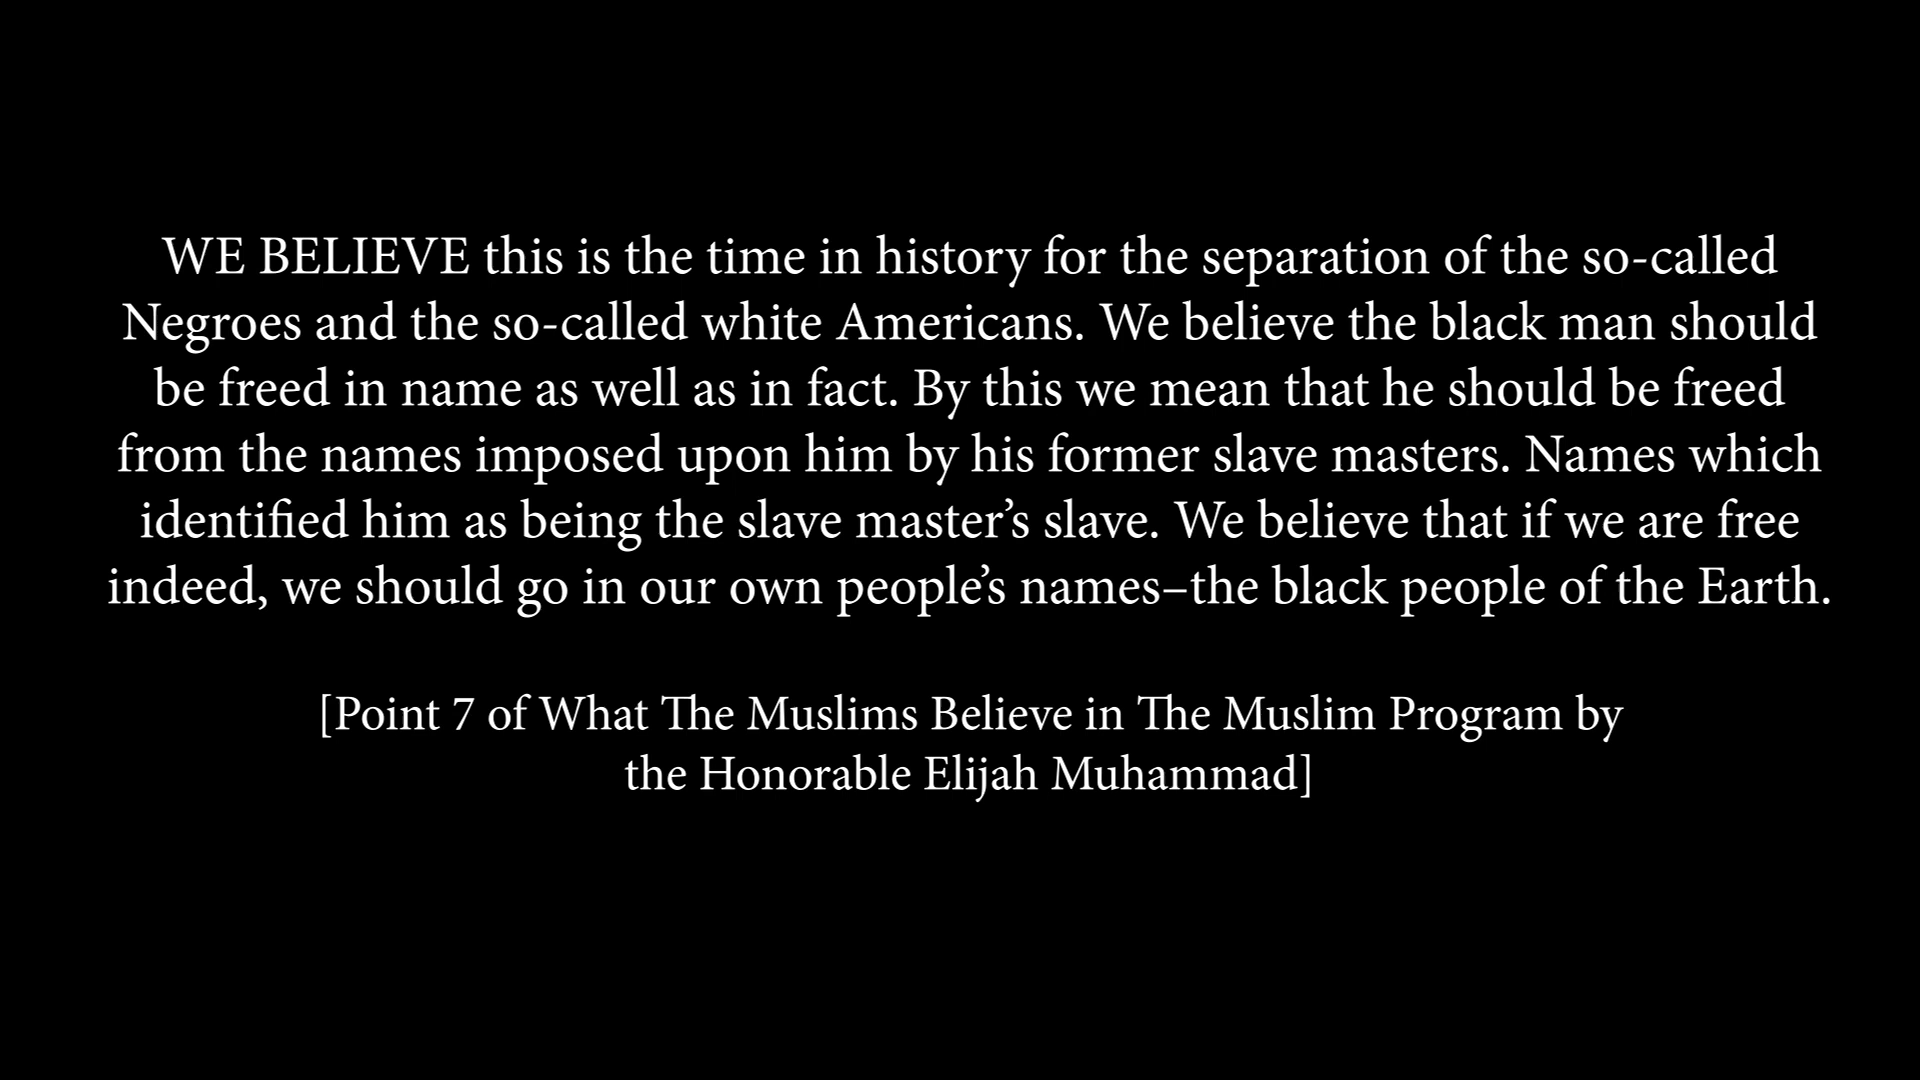 WE BELIEVE this is the time in history for the separation of the so-called
Negroes and the so-called white Americans. We believe the black man should
be freed in name as well as in fact. By this we mean that he should be freed
from the names imposed upon him by his former slave masters. Names which
identified him as being the slave master’s slave. We believe that if we are free
indeed, we should go in our own people’s names–the black people of the Earth.
[Point 7 of What The Muslims Believe in The Muslim Program by
the Honorable Elijah Muhammad]